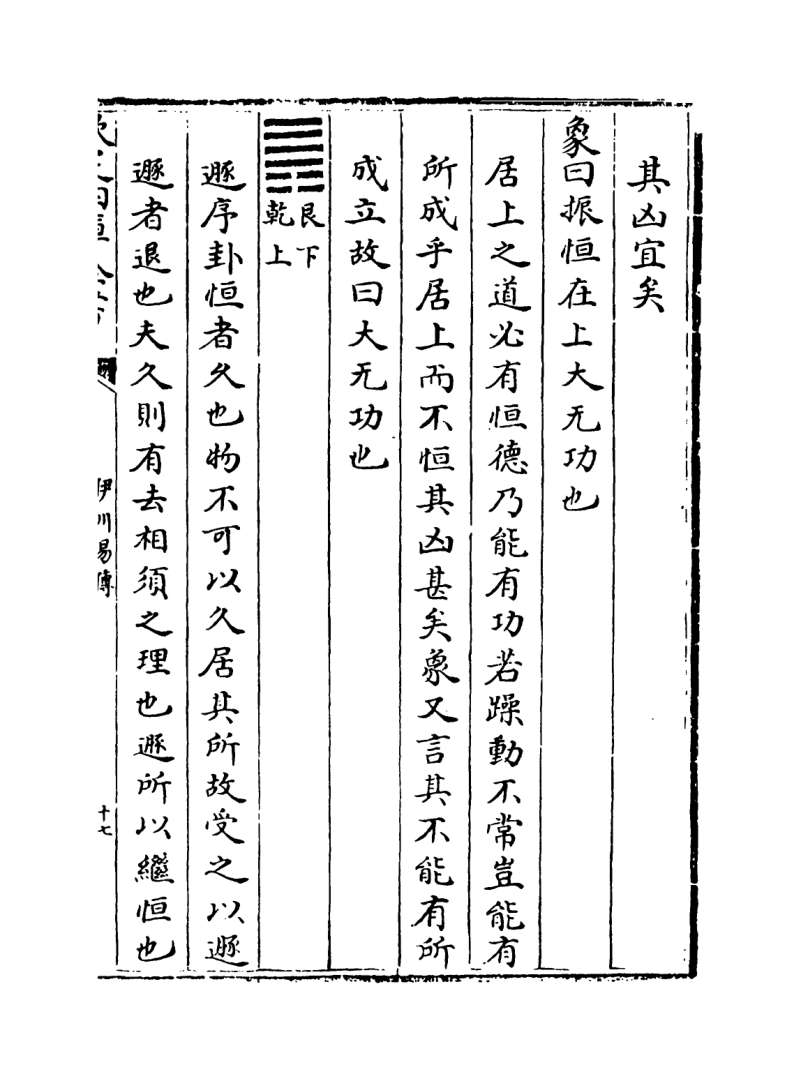 其凶宜矣
象曰振恒在上大无功也
居上之道必有恒德乃能有功若躁動不常豈能有
所成乎居上而不恒其凶甚矣象又言其不能有所
成立故曰大无功也
艮下
乾上
遯序卦恒者久也物不可以久居其所故受之以遯
遯者退也夫久則有去相須之理也遯所以繼恒也
伊川易傳
十七